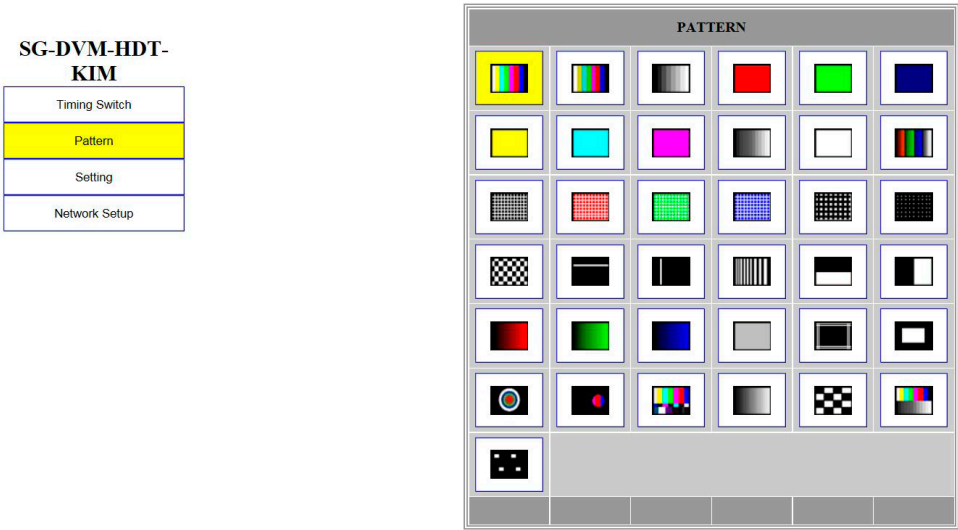 SG-DVM-HDT-
KIM
Timing Switch
Pattern
Setting
Network Setup
PATTERN